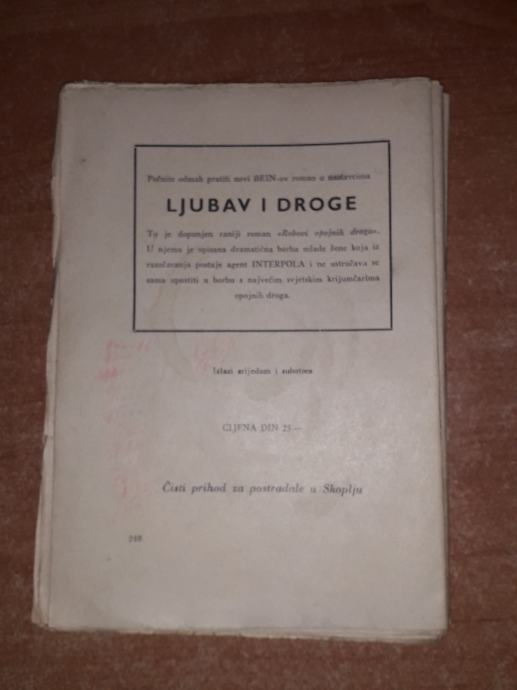 Počnite odmah pratiti novi BEIN-ov roman u nastavcima
LJUBAV I DROGE
To je dopunjen raniji roman »Robovi opojnih droga«.
U njemu je opisana dramatična borba mlade žene koja iz
razočaranja postaje agent INTERPOLA i ne ustručava se
sama upustiti u borbu s najvećim svjetskim krijumčarima
opojnih droga.
Izlazi srijedom i subotom
CIJENA DIN 25.—
Čisti prihod za postradale u Skoplju
240